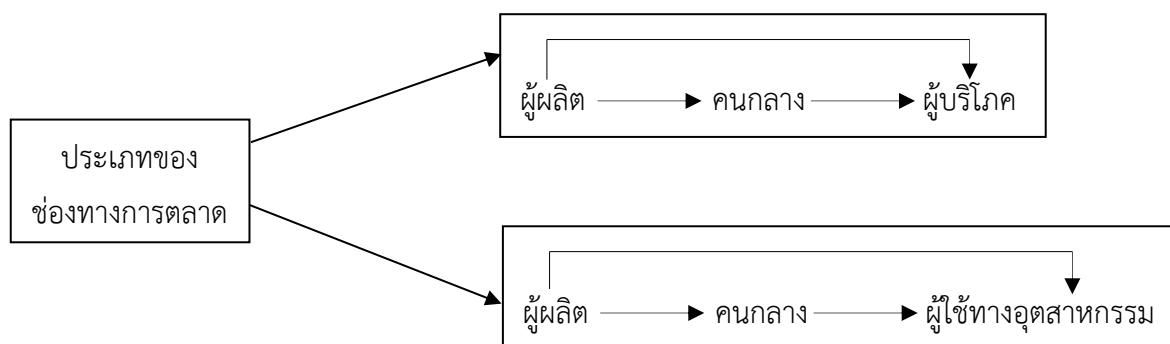 ประเภทของ
ช่องทางการตลาด
ผู้ผลิต คนกลาง ผู้บริโภค
ผู้ผลิต คนกลาง ผู้ใช้ทางอุตสาหกรรม